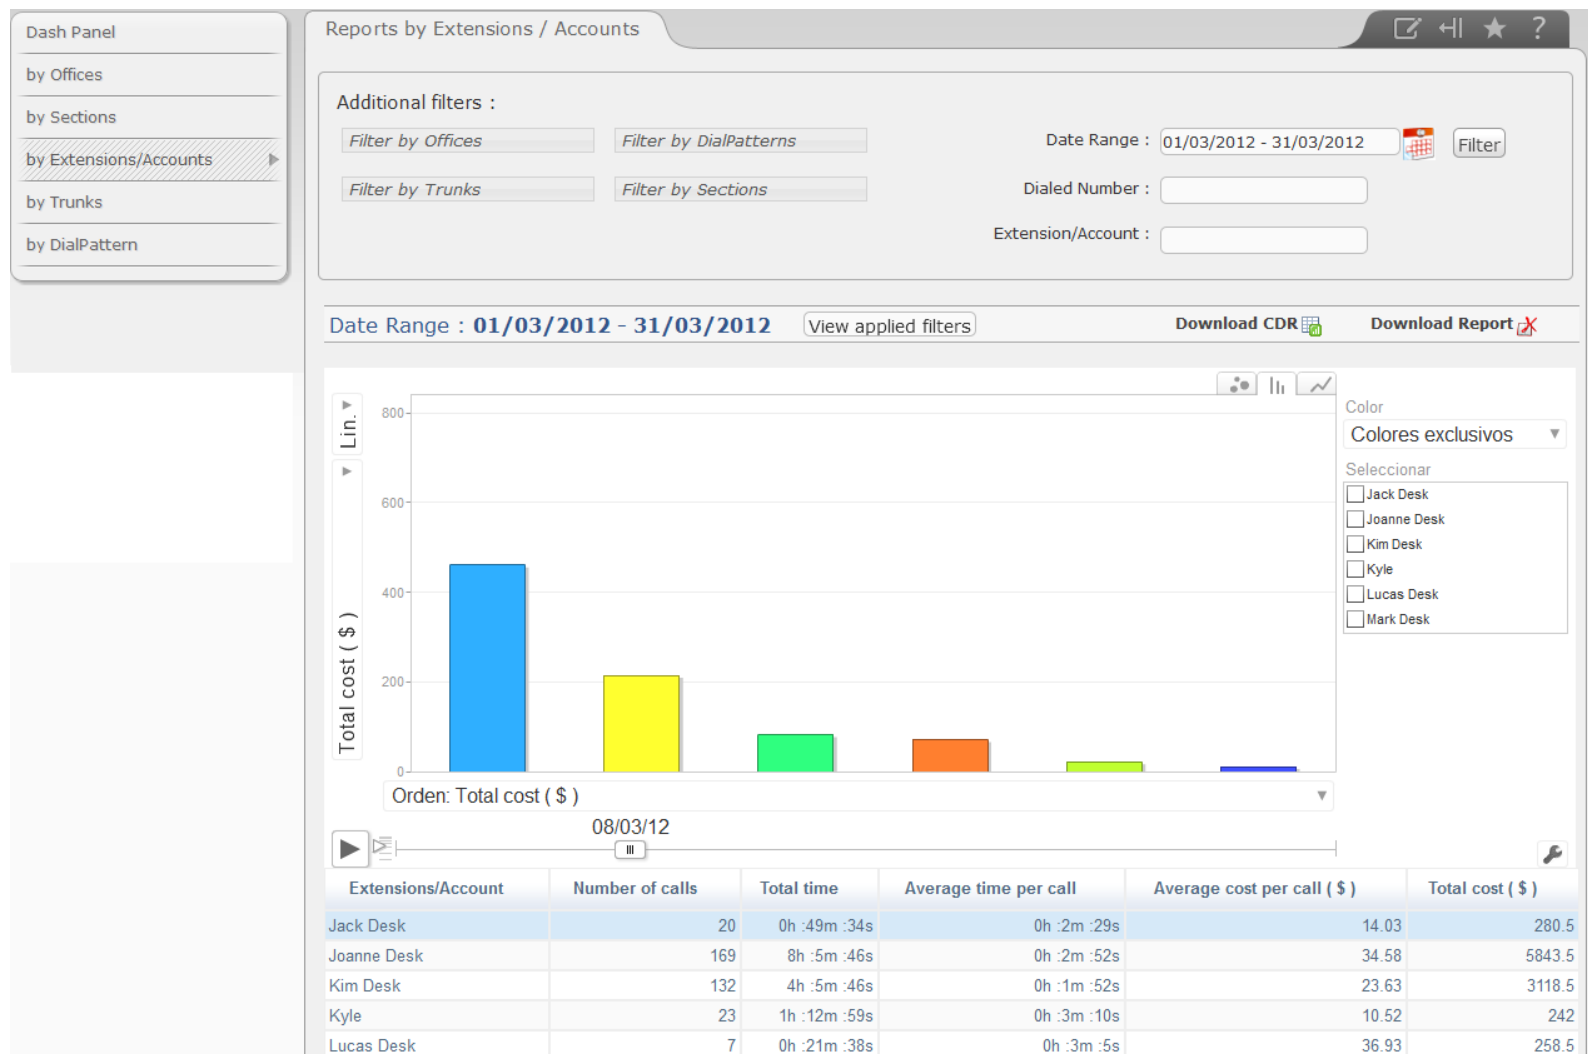 Dash Panel
by Offices
by Sections
by Extensions/Accounts
by Trunks
by DialPattern
Reports by Extensions / Accounts
?
Additional filters :
Filter by Offices
Filter by DialPatterns
Filter by Trunks
Filter by Sections
Date Range : 01/03/2012 - 31/03/2012 Filter
Dialed Number :
Extension/Account :
Date Range : 01/03/2012 - 31/03/2012 View applied filters Download CDR Download Report
Lin.
Total cost ( $ )
800
600
400
200
0
Color
Colores exclusivos
Seleccionar
Jack Desk
Joanne Desk
Kim Desk
Kyle
Lucas Desk
Mark Desk
Orden: Total cost ( $ )
08/03/12
Extensions/Account Number of calls Total time Average time per call Average cost per call ( $ ) Total cost ( $ )
Jack Desk 20 0h :49m :34s 0h :2m :29s 14.03 280.5
Joanne Desk 169 8h :5m :46s 0h :2m :52s 34.58 5843.5
Kim Desk 132 4h :5m :46s 0h :1m :52s 23.63 3118.5
Kyle 23 1h :12m :59s 0h :3m :10s 10.52 242
Lucas Desk 7 0h :21m :38s 0h :3m :5s 36.93 258.5